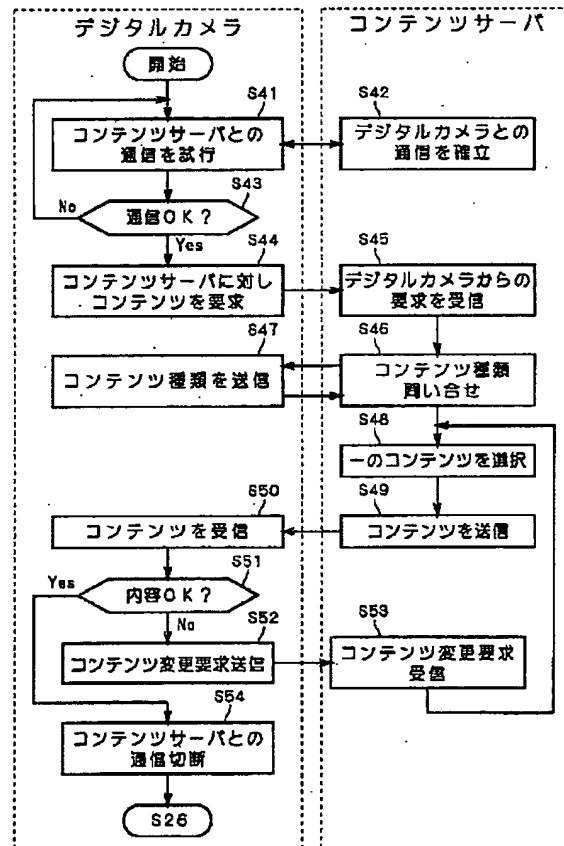 デジタルカメラ
コンテンツサーバ
開始
S41
コンテンツサーバとの
通信を試行
S42
デジタルカメラとの
通信を確立
S43
通信OK?
No
Yes
S44
コンテンツサーバに対し
コンテンツを要求
S45
デジタルカメラからの
要求を受信
S46
コンテンツ種類
問い合せ
S47
コンテンツ種類を送信
S48
一のコンテンツを選択
S49
コンテンツを送信
S50
コンテンツを受信
S51
内容OK?
Yes
No
S52
コンテンツ変更要求送信
S53
コンテンツ変更要求
受信
S54
コンテンツサーバとの
通信切断
S26